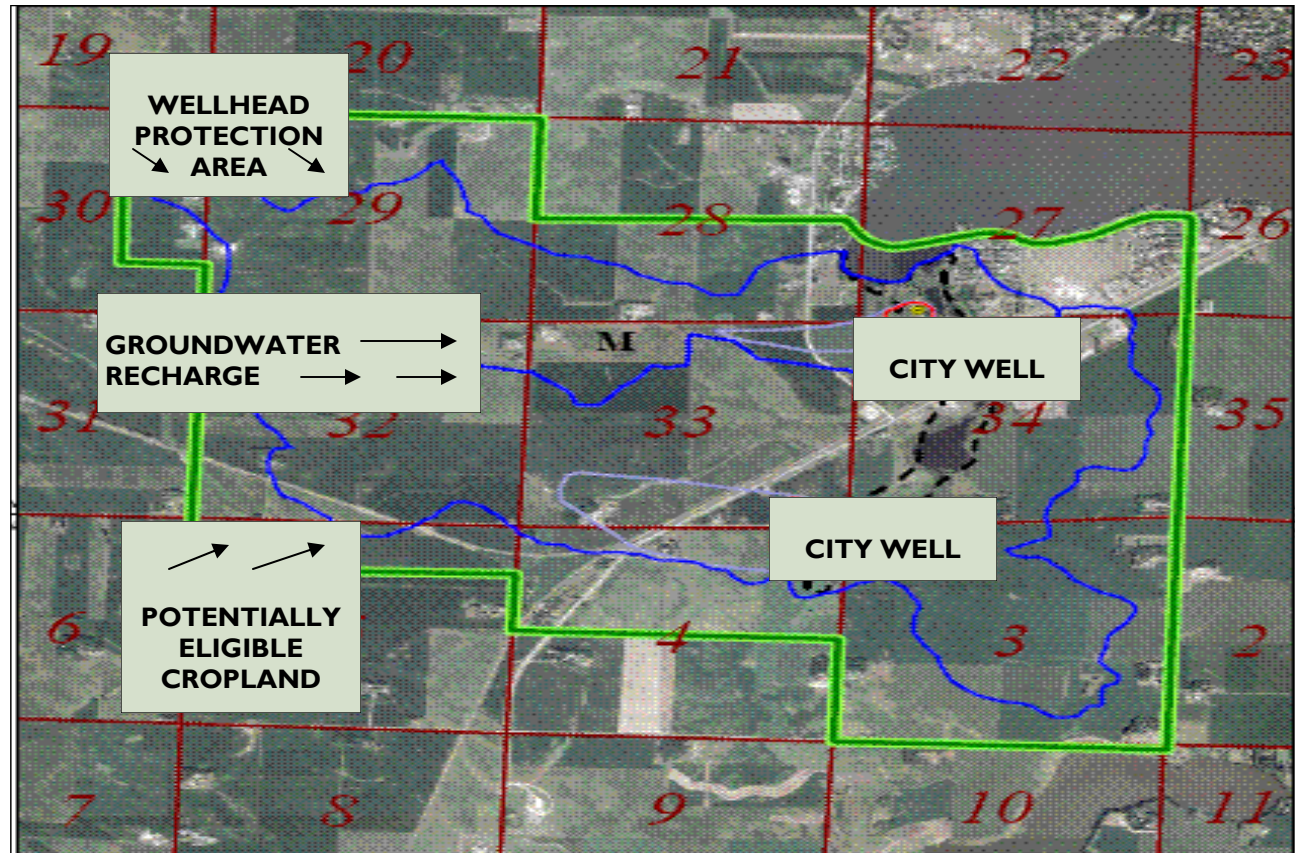 19
20
21
22
23
WELLHEAD
PROTECTION
AREA
30
29
28
27
26
GROUNDWATER
RECHARGE
M
CITY WELL
31
32
33
34
35
CITY WELL
POTENTIALLY
ELIGIBLE
CROPLAND
6
4
3
2
7
8
9
10
11